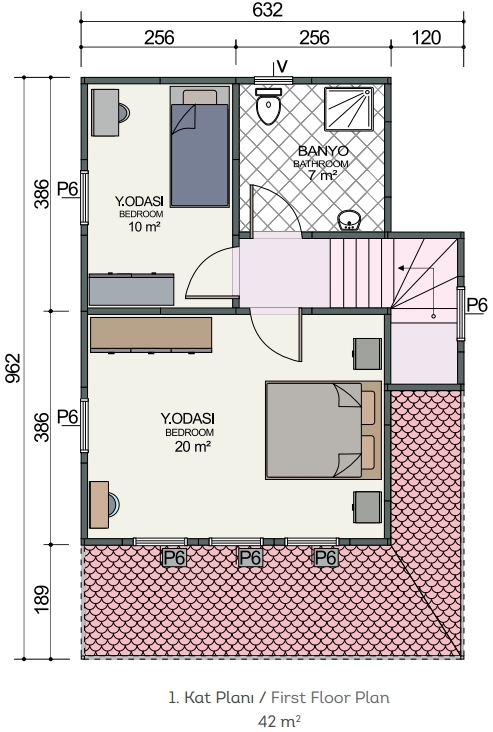 632
256 256 120
V
386
P6
Y.ODASI
BEDROOM
10 m²
BANYO
BATHROOM
7 m²
P6
962
386
P6
Y.ODASI
BEDROOM
20 m²
P6 P6 P6
189
1. Kat Planı / First Floor Plan
42 m²